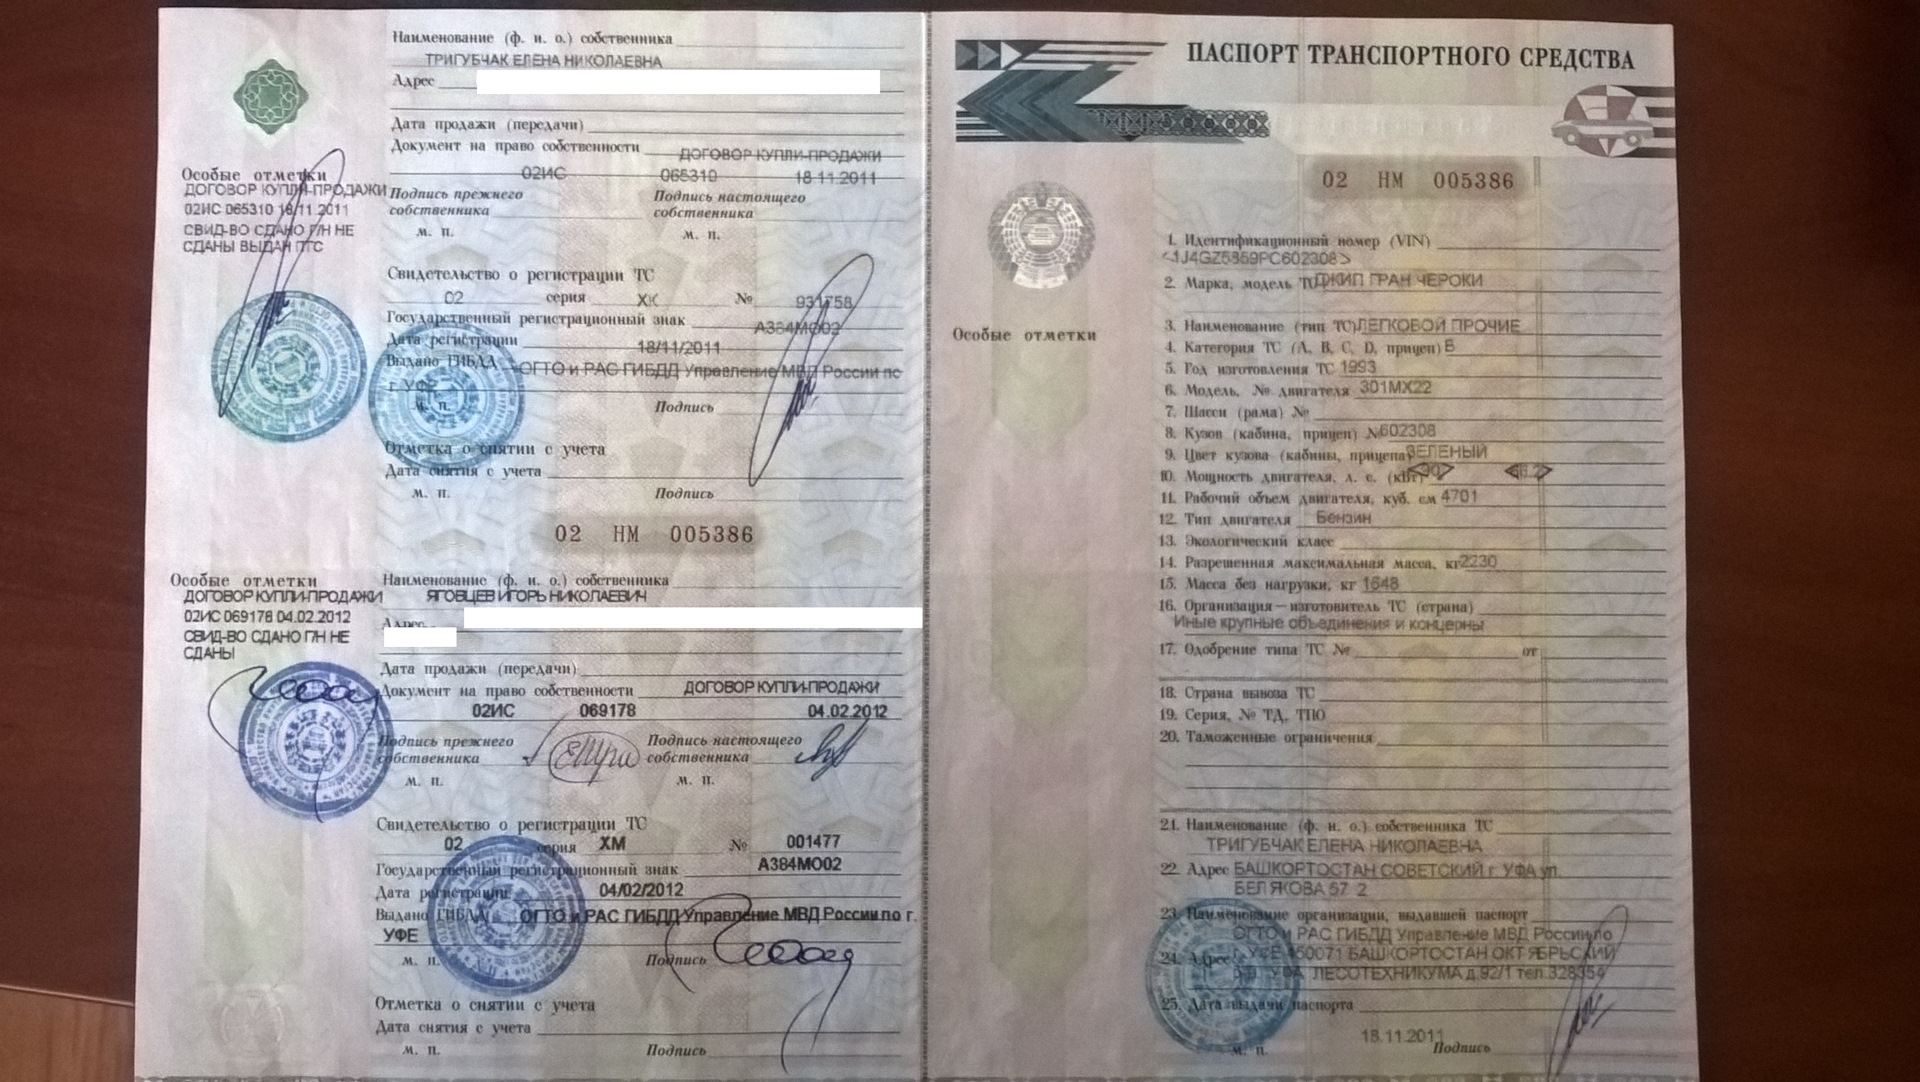 Наименование (ф. и. о.) собственника
ТРИГУБЧАК ЕЛЕНА НИКОЛАЕВНА
Адрес
Дата продажи (передачи)
Документ на право собственности
ДОГОВОР КУПЛИ-ПРОДАЖИ
02ИС 065310 18.11.2011
Особые отметки
ДОГОВОР КУПЛИ-ПРОДАЖИ
02ИС 065310 18.11.2011
СВИД-ВО СДАНО Г/Н НЕ
СДАНЫ ВЫДАН ПТС
Подпись прежнего собственника
Подпись настоящего собственника
м. п. м. п.
Свидетельство о регистрации ТС
02 серия ХК № 931758
Государственный регистрационный знак А384МО02
Дата регистрации 18/11/2011
Выдано ГИБДД ОГТО и РАС ГИБДД Управление МВД России по
г. УФЕ
м. п. Подпись
Отметка о снятии с учета
Дата снятия с учета
м. п. Подпись
02 НМ 005386
Особые отметки
ДОГОВОР КУПЛИ-ПРОДАЖИ
02ИС 069178 04.02.2012
СВИД-ВО СДАНО Г/Н НЕ
СДАНЫ
Наименование (ф. и. о.) собственника
ЯГОВЦЕВ ИГОРЬ НИКОЛАЕВИЧ
Адрес
Дата продажи (передачи)
Документ на право собственности ДОГОВОР КУПЛИ-ПРОДАЖИ
02ИС 069178 04.02.2012
Подпись прежнего собственника
Подпись настоящего собственника
м. п. м. п.
Свидетельство о регистрации ТС
02 серия ХМ № 001477
Государственный регистрационный знак А384МО02
Дата регистрации 04/02/2012
Выдано ГИБДД ОГТО и РАС ГИБДД Управление МВД России по г.
УФЕ
м. п. Подпись
Отметка о снятии с учета
Дата снятия с учета
м. п. Подпись
ПАСПОРТ ТРАНСПОРТНОГО СРЕДСТВА
02 НМ 005386
Особые отметки
1. Идентификационный номер (VIN)
<1J4GZ5859PC602308>
2. Марка, модель ТС ДЖИП ГРАН ЧЕРОКИ
3. Наименование (тип ТС) ЛЕГКОВОЙ ПРОЧИЕ
4. Категория ТС (А, В, С, D, прицеп) В
5. Год изготовления ТС 1993
6. Модель, № двигателя 301MX22
7. Шасси (рама) №
8. Кузов (кабина, прицеп) № 602308
9. Цвет кузова (кабины, прицепа) ЗЕЛЕНЫЙ
10. Мощность двигателя, л. с. (кВт)
11. Рабочий объем двигателя, куб. см 4701
12. Тип двигателя Бензин
13. Экологический класс
14. Разрешенная максимальная масса, кг 2230
15. Масса без нагрузки, кг 1648
16. Организация—изготовитель ТС (страна)
Иные крупные объединения и концерны
17. Одобрение типа ТС № от
18. Страна вывоза ТС
19. Серия, № ТД, ТПО
20. Таможенные ограничения
21. Наименование (ф. и. о.) собственника ТС
ТРИГУБЧАК ЕЛЕНА НИКОЛАЕВНА
22. Адрес БАШКОРТОСТАН СОВЕТСКИЙ г. УФА ул.
БЕЛЯКОВА 57 2
23. Наименование организации, выдавшей паспорт
ОГТО и РАС ГИБДД Управление МВД России по
г. УФЕ 450071 БАШКОРТОСТАН ОКТЯБРЬСКИЙ
24. Адрес УФА, ЛЕСОТЕХНИКУМА д.92/1 тел.328354
25. Дата выдачи паспорта
18.11.2011
м. п. Подпись